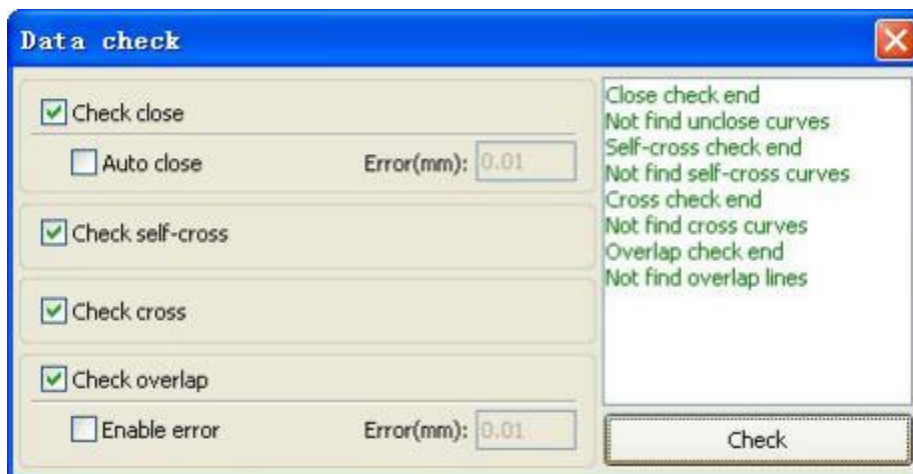 Data check
Check close
Auto close Error(mm): 0.01
Check self-cross
Check cross
Check overlap
Enable error Error(mm): 0.01
Close check end
Not find unclose curves
Self-cross check end
Not find self-cross curves
Cross check end
Not find cross curves
Overlap check end
Not find overlap lines
Check